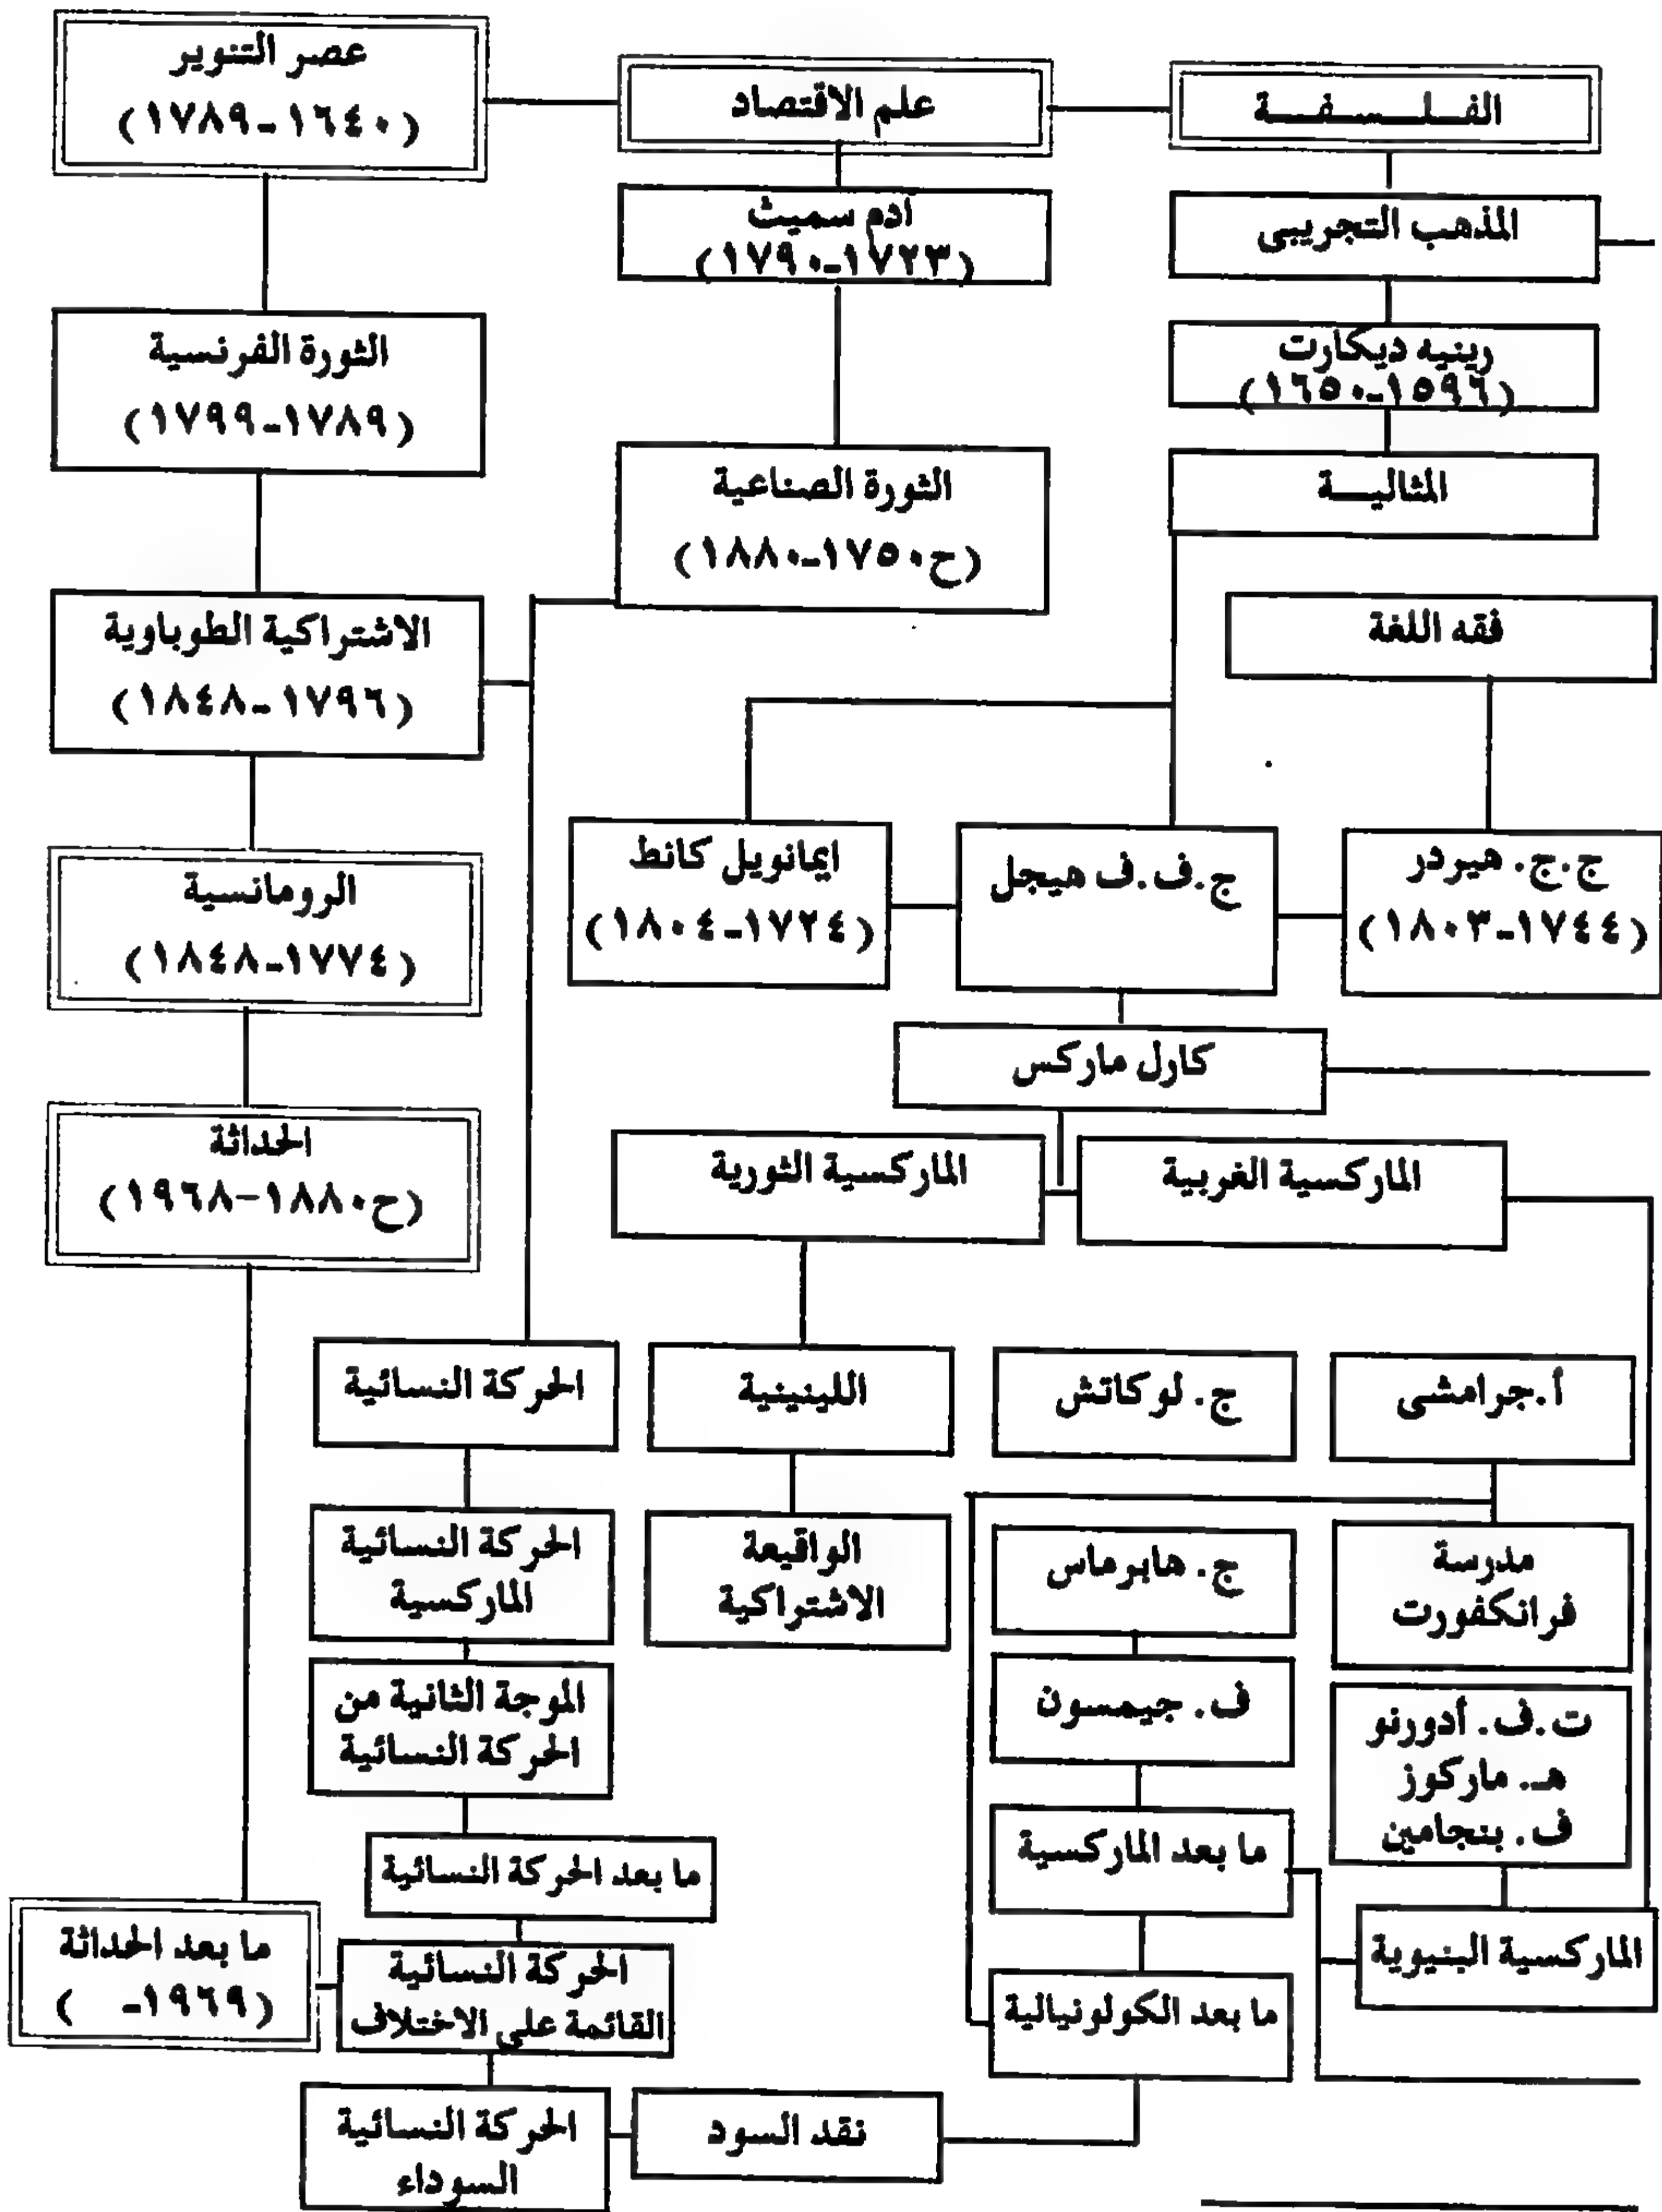 الفلسفة
علم الاقتصاد
عصر التنوير
(١٦٤٠-١٧٨٩)
المذهب التجريبى
آدم سميث
(١٧٢٣-١٧٩٠)
رينيه ديكارت
(١٥٩٦-١٦٥٠)
الثورة الفرنسية
(١٧٨٩-١٧٩٩)
المثالية
الثورة الصناعية
(ح١٧٥٠-١٨٨٠)
فقه اللغة
الاشتراكية الطوباوية
(١٧٩٦-١٨٤٨)
ج.ج. هيردر
(١٧٤٤-١٨٠٣)
ج.ف.ف هيجل
ايمانويل كانط
(١٧٢٤-١٨٠٤)
الرومانسية
(١٧٧٤-١٨٤٨)
كارل ماركس
الماركسية الغربية
الماركسية الثورية
الحداثة
(ح١٨٨٠-١٩٦٨)
أ.جرامشى
ج. لوكاتش
اللينينية
الحركة النسائية
مدرسة
فرانكفورت
ج. هابرماس
الواقيعة
الاشتراكية
الحركة النسائية
الماركسية
ت.ف. أدورنو
هـ. ماركوز
ف. بنجامين
ف. جيمسون
الموجة الثانية من
الحركة النسائية
ما بعد الماركسية
ما بعد الحركة النسائية
الماركسية البنيوية
ما بعد الكولونيالية
الحركة النسائية
القائمة على الاختلاف
ما بعد الحداثة
(١٩٦٩- )
نقد السود
الحركة النسائية
السوداء